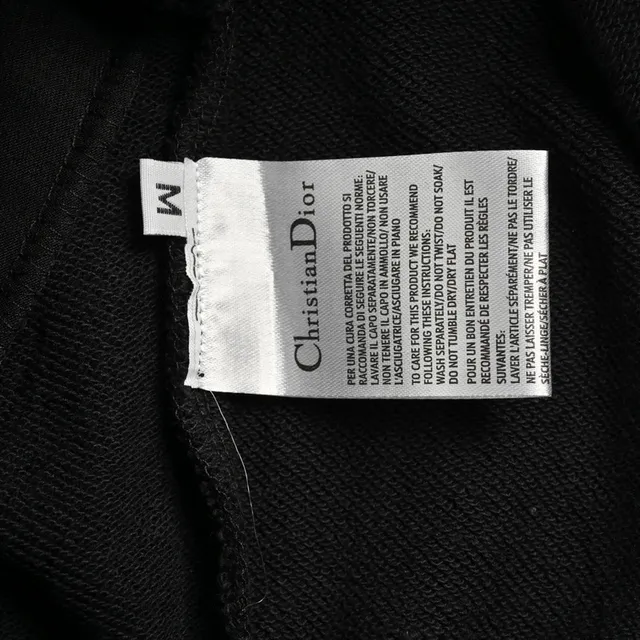 M
Christian Dior
PER UNA CURA CORRETTA DEL PRODOTTO SI
RACCOMANDA DI SEGUIRE LE SEGUENTI NORME:
LAVARE IL CAPO SEPARATAMENTE/NON TORCERE/
NON TENERE IL CAPO IN AMMOLLO/ NON USARE
LASCIUGATRICE/ASCIUGARE IN PIANO
TO CARE FOR THIS PRODUCT WE RECOMMEND
FOLLOWING THESE INSTRUCTIONS:
WASH SEPARATELY/DO NOT TWIST/DO NOT SOAK/
DO NOT TUMBLE DRY/DRY FLAT
POUR UN BON ENTRETIEN DU PRODUIT IL EST
RECOMMANDÉ DE RESPECTER LES RÈGLES
SUIVANTES:
LAVER L'ARTICLE SÉPARÉMENT/NE PAS LE TORDRE/
NE PAS LAISSER TREMPER/NE PAS UTILISER LE
SÈCHE-LINGE/SÉCHER À PLAT